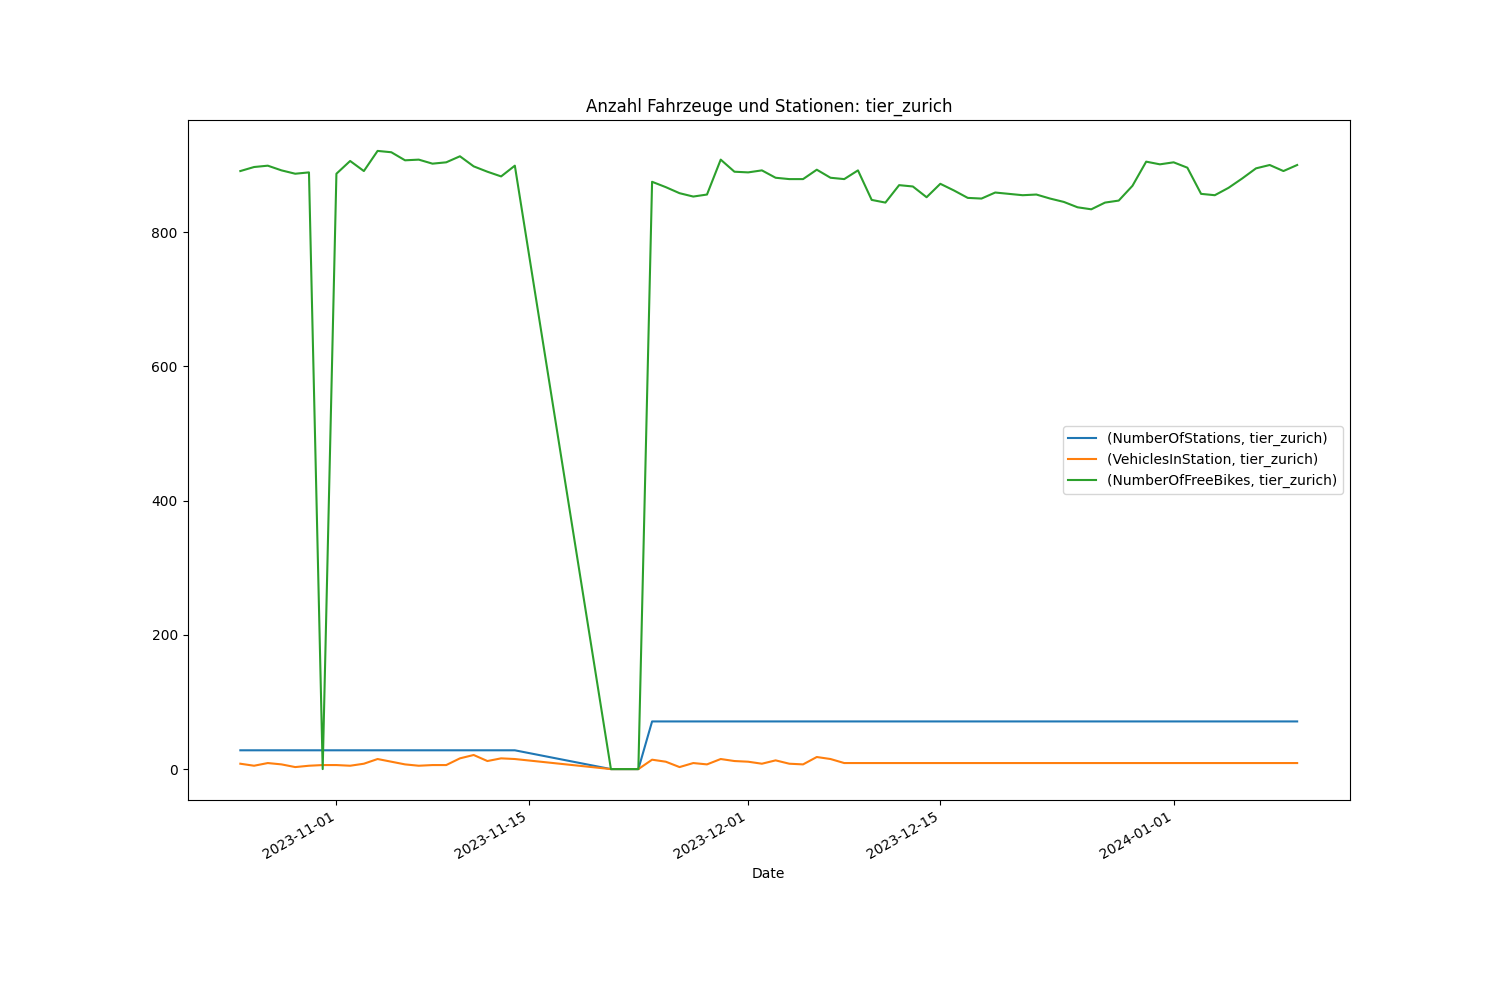 Anzahl Fahrzeuge und Stationen: tier_zurich
800
600
400
200
0
(NumberOfStations, tier_zurich)
(VehiclesInStation, tier_zurich)
(NumberOfFreeBikes, tier_zurich)
2023-11-01
2023-11-15
2023-12-01
2023-12-15
2024-01-01
Date